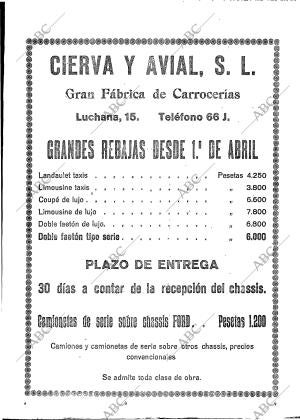 CIERVA Y AVIAL, S. L.
Gran Fábrica de Carrocerías
Luchana, 15. Teléfono 66 J.
GRANDES REBAJAS DESDE 1.º DE ABRIL
Landaulet taxis . . . . . . . . . Pesetas 4.250
Limousine taxis . . . . . . . . . „ 3.800
Coupé de lujo . . . . . . . . . . „ 6.600
Limousine de lujo . . . . . . . . „ 7.800
Doble faetón de lujo. . . . . . . „ 6.800
Doble faetón tipo serie . . . . . „ 6.000
PLAZO DE ENTREGA
30 días a contar de la recepción del chassis.
Camionetas de serie sobre chassis FORD. . Pesetas 1.200
Camiones y camionetas de serie sobre otros chassis, precios
convencionales
Se admite toda clase de obra.